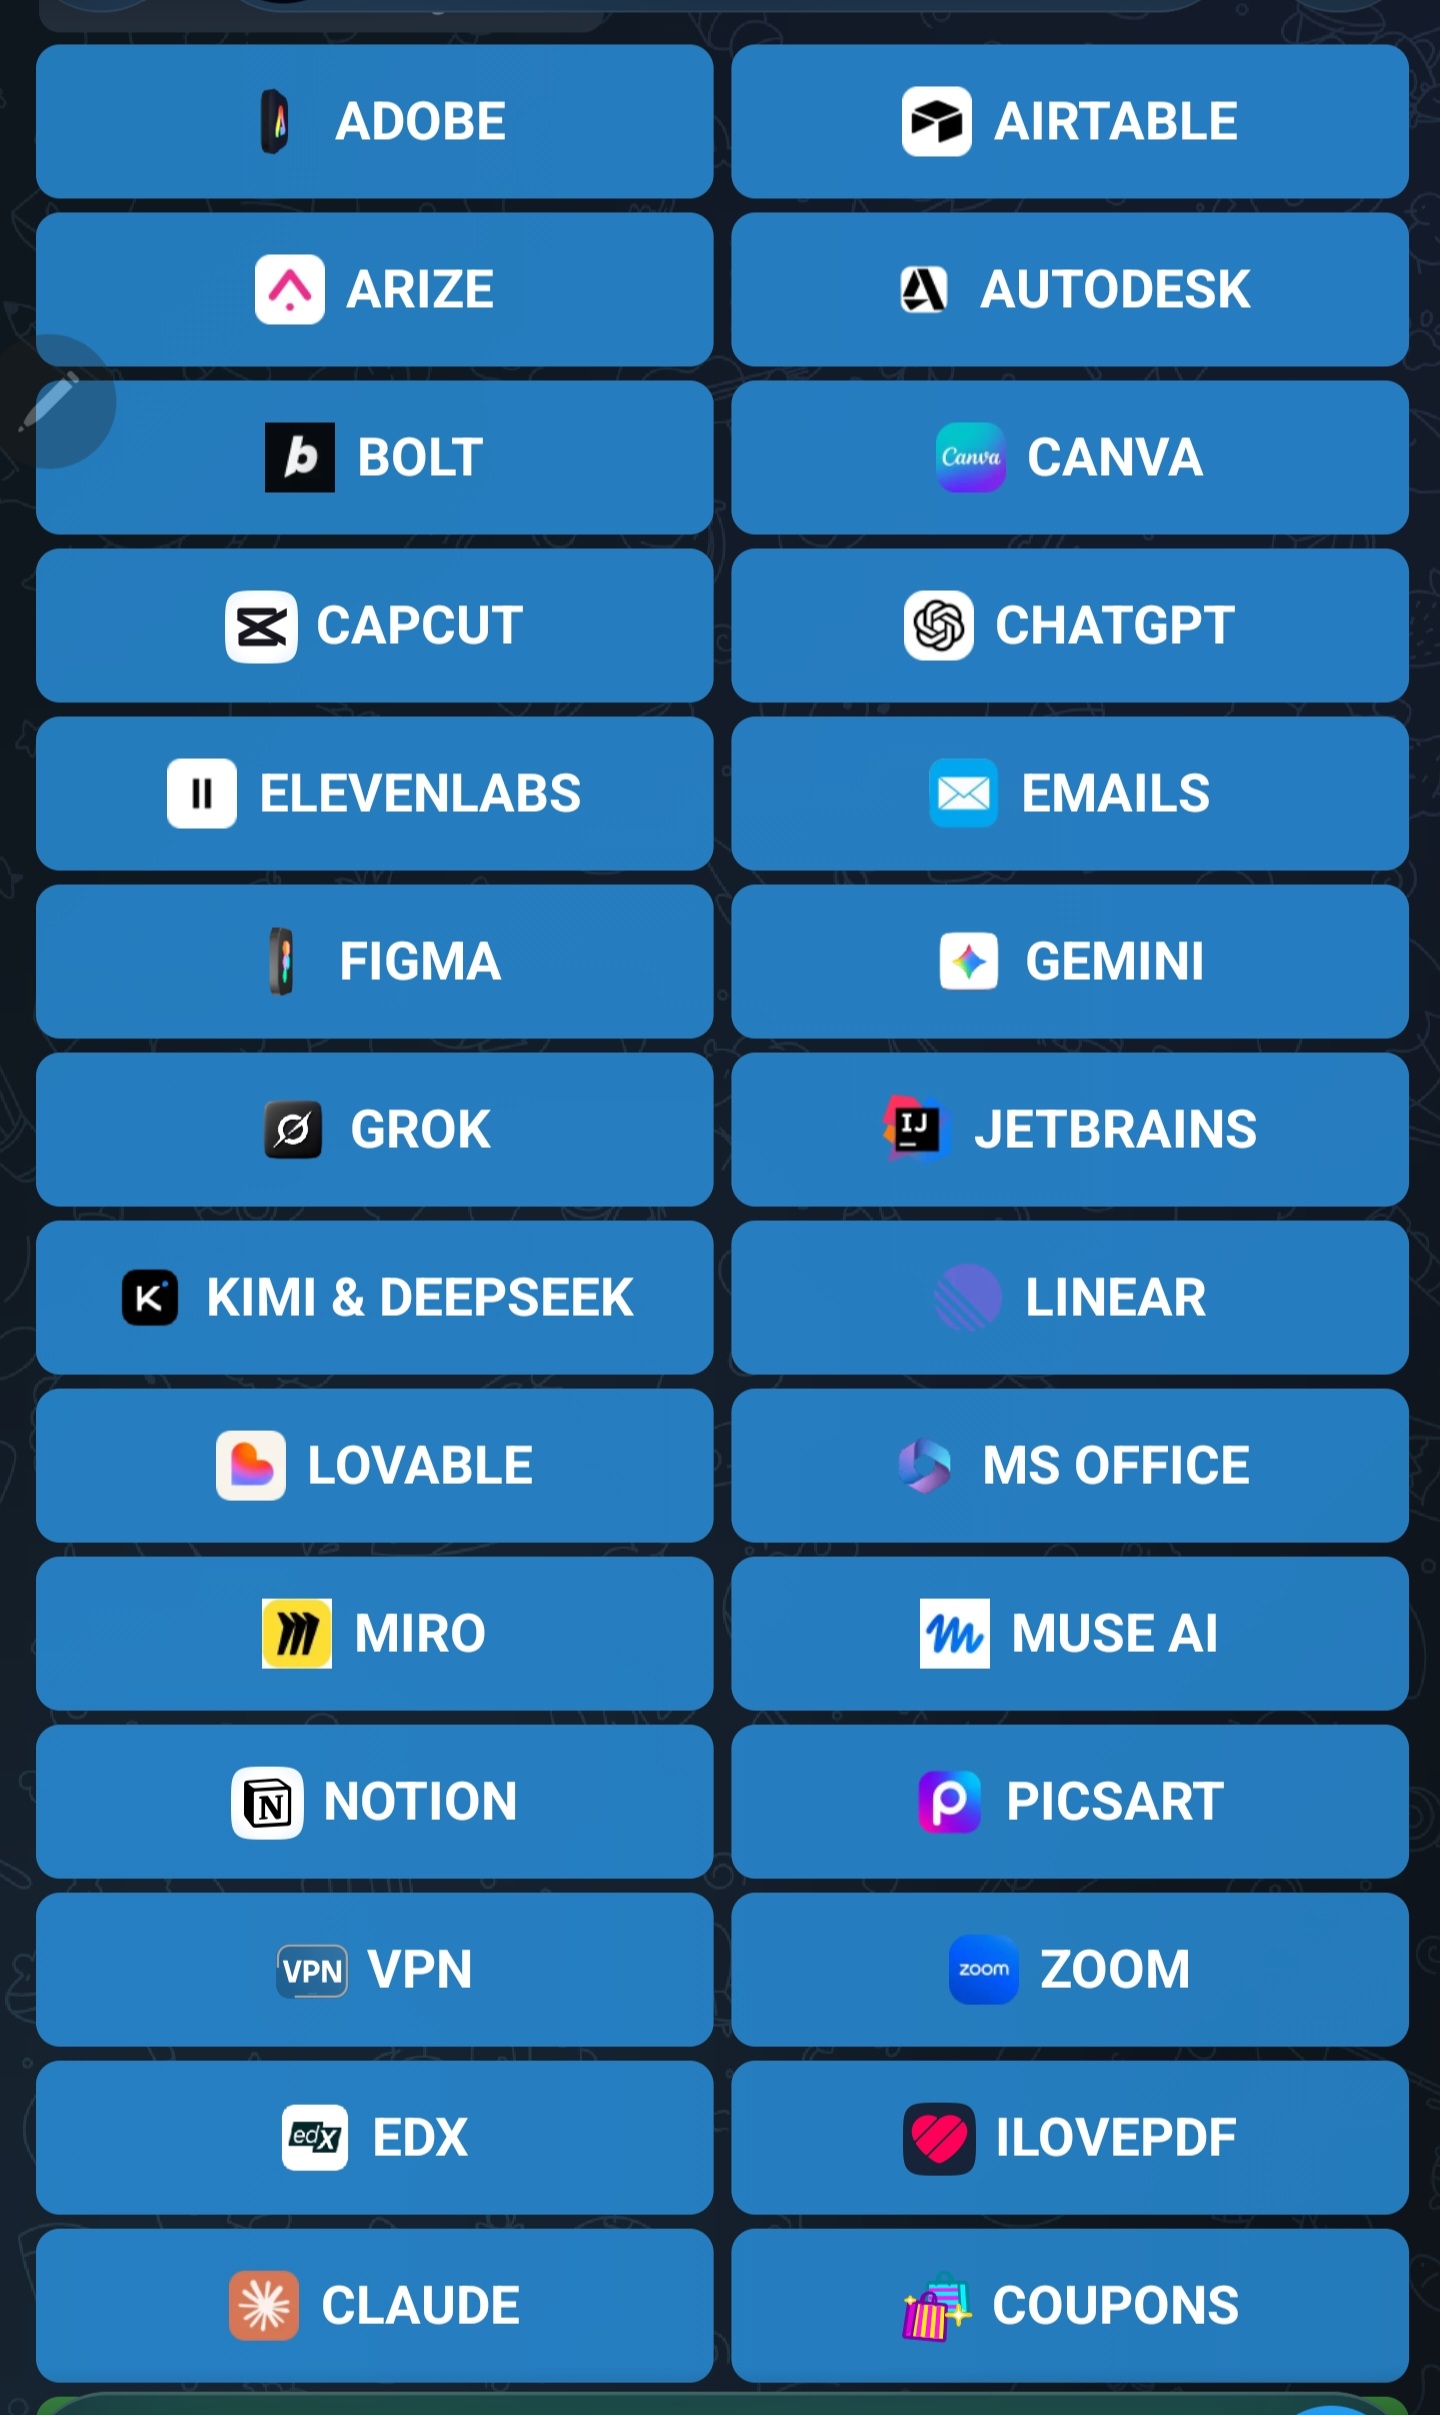 ADOBE
AIRTABLE
ARIZE
AUTODESK
b BOLT
Canva CANVA
CAPCUT
CHATGPT
ELEVENLABS
EMAILS
FIGMA
GEMINI
GROK
IJ JETBRAINS
K KIMI & DEEPSEEK
LINEAR
LOVABLE
MS OFFICE
MIRO
m MUSE AI
N NOTION
P PICSART
VPN VPN
zoom ZOOM
edX EDX
ILOVEPDF
CLAUDE
COUPONS